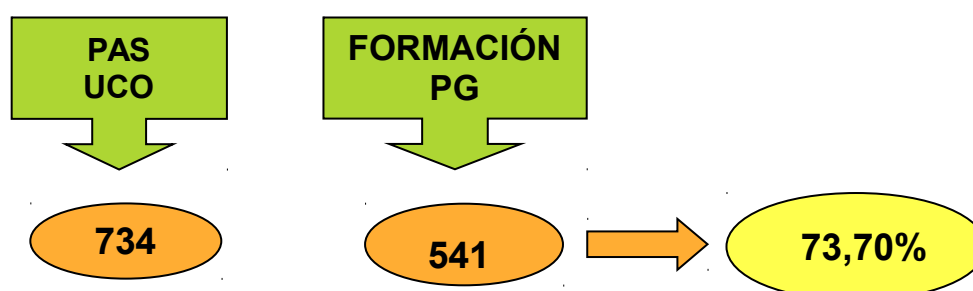 PAS
UCO
FORMACIÓN
PG
734
541
73,70%